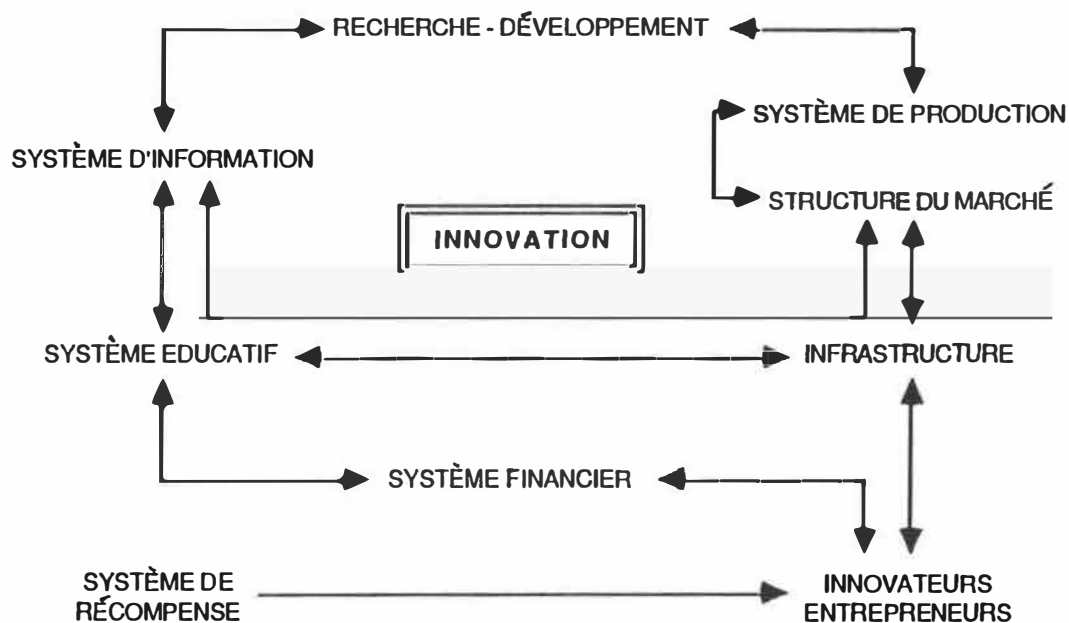 RECHERCHE - DÉVELOPPEMENT
SYSTÈME DE PRODUCTION
SYSTÈME D'INFORMATION
STRUCTURE DU MARCHÉ
INNOVATION
SYSTÈME EDUCATIF
INFRASTRUCTURE
SYSTÈME FINANCIER
SYSTÈME DE
RÉCOMPENSE
INNOVATEURS
ENTREPRENEURS